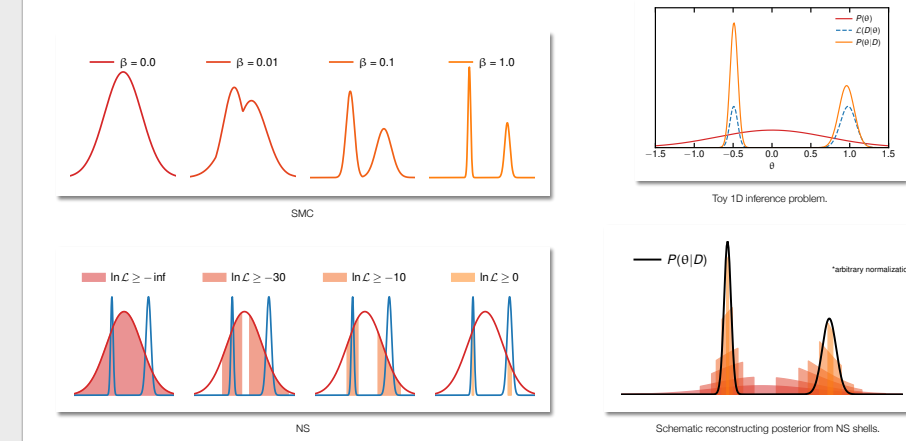 β = 0.0
β = 0.01
β = 0.1
β = 1.0
SMC
P(θ)
ℒ(D|θ)
P(θ|D)
−1.5 −1.0 −0.5 0.0 0.5 1.0 1.5
θ
Toy 1D inference problem.
ln ℒ ≥ − inf
ln ℒ ≥ −30
ln ℒ ≥ −10
ln ℒ ≥ 0
NS
P(θ|D)
*arbitrary normalizatio
Schematic reconstructing posterior from NS shells.